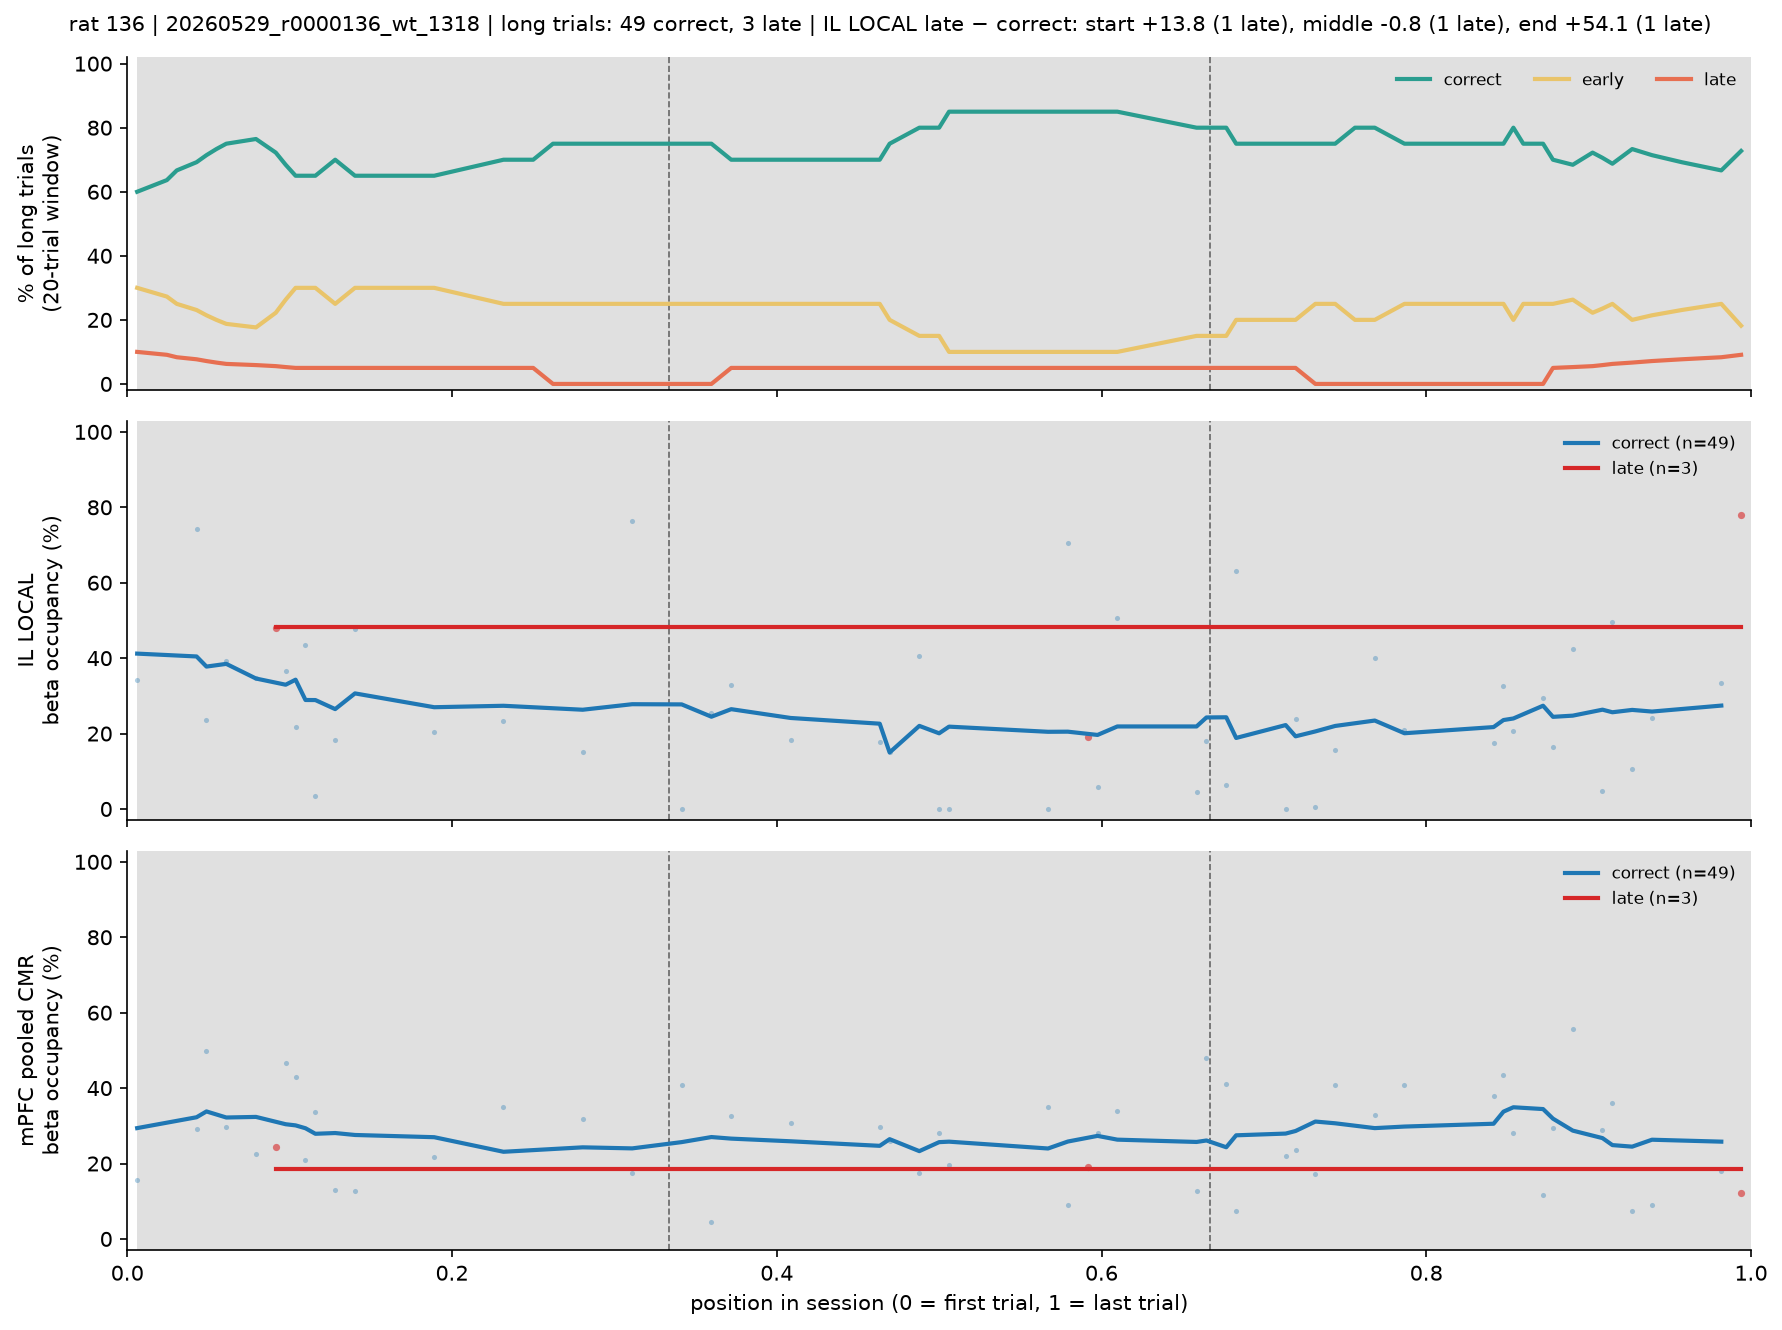 rat 136 | 20260529_r0000136_wt_1318 | long trials: 49 correct, 3 late | IL LOCAL late − correct: start +13.8 (1 late), middle -0.8 (1 late), end +54.1 (1 late)
100
80
60
40
20
0
% of long trials
(20-trial window)
correct
early
late
100
80
60
40
20
0
IL LOCAL
beta occupancy (%)
correct (n=49)
late (n=3)
100
80
60
40
20
0
mPFC pooled CMR
beta occupancy (%)
correct (n=49)
late (n=3)
0.0
0.2
0.4
0.6
0.8
1.0
position in session (0 = first trial, 1 = last trial)